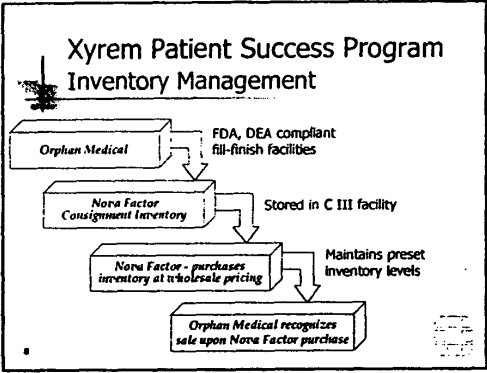 Xyrem Patient Success Program
Inventory Management
Orphan Medical
FDA, DEA compliant
fill-finish facilities
Nova Factor
Consignment Inventory
Stored in C III facility
Nova Factor - purchases
inventory at wholesale pricing
Maintains preset
inventory levels
Orphan Medical recognizes
sale upon Nova Factor purchase
8